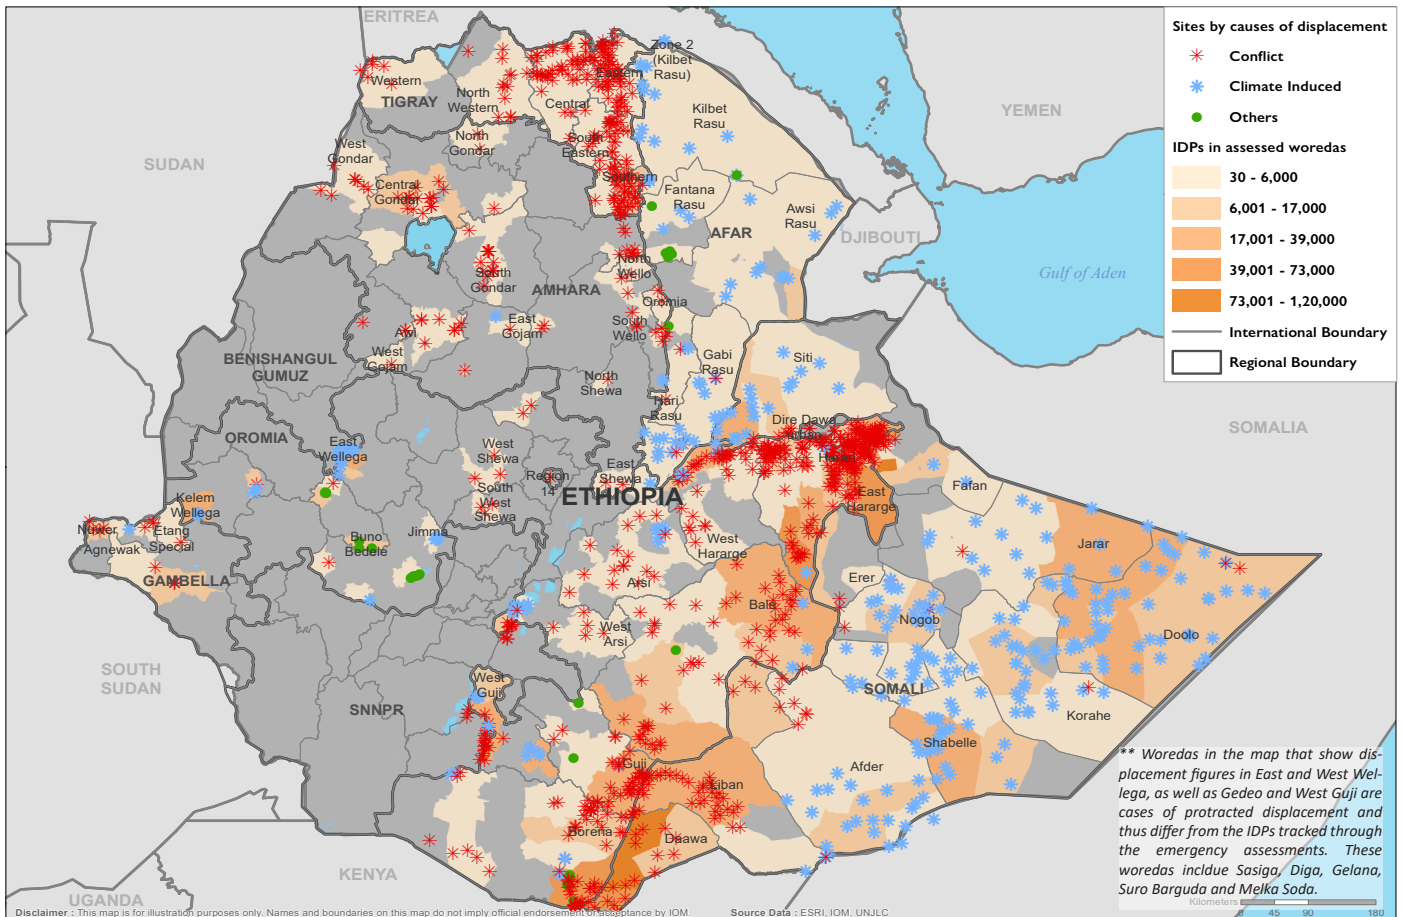 ERITREA
Zone 2
(Kilbet
Rasu)
Western
TIGRAY
North
Western
Central
Eastern
Kilbet
Rasu
YEMEN
SUDAN
West
Gondar
North
Gondar
South
Eastern
Central
Gondar
Southern
Fantana
Rasu
Awsi
Rasu
AFAR
DJIBOUTI
Gulf of Aden
South
Gondar
AMHARA
North
Wello
Oromia
South
Wello
Awi
East
Gojam
West
Gojam
BENISHANGUL
GUMUZ
Gabi
Rasu
Siti
North
Shewa
Hari
Rasu
Dire Dawa
Urban
SOMALIA
OROMIA
East
Wellega
West
Shewa
East
Shewa
Region
14
South
West
Shewa
ETHIOPIA
East
Hararge
Fafan
Kelem
Wellega
Nuwer
Agnewak
Etang
Special
GAMBELLA
Buno
Bedele
Jimma
West
Hararge
Arsi
Erer
Jarar
Bale
Nogob
Doolo
West
Arsi
SOUTH
SUDAN
SNNPR
West
Guji
SOMALI
Korahe
Shabelle
Afder
Guji
Liban
Borena
Daawa
KENYA
UGANDA
Sites by causes of displacement
Conflict
Climate Induced
Others
IDPs in assessed woredas
30 - 6,000
6,001 - 17,000
17,001 - 39,000
39,001 - 73,000
73,001 - 1,20,000
International Boundary
Regional Boundary
** Woredas in the map that show dis-
placement figures in East and West Wel-
lega, as well as Gedeo and West Guji are
cases of protracted displacement and
thus differ from the IDPs tracked through
the emergency assessments. These
woredas incldue Sasiga, Diga, Gelana,
Suro Barguda and Melka Soda.
Kilometers
0 45 90 180
Disclaimer : This map is for illustration purposes only. Names and boundaries on this map do not imply official endorsement or acceptance by IOM.
Source Data : ESRI, IOM, UNJLC